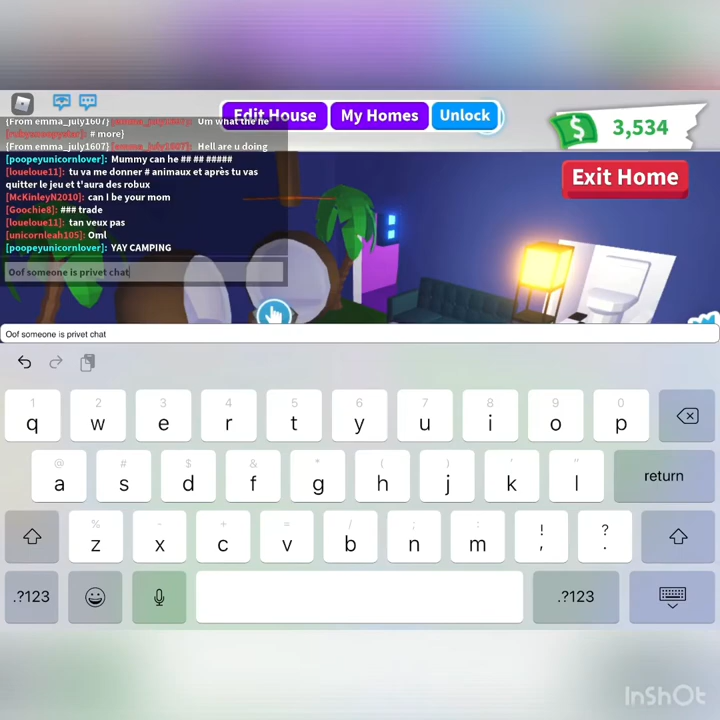 Edit House
My Homes
Unlock
3,534
Exit Home
{From emma_july1607} [emma_july1607]: Um what the he
# more}
{From emma_july1607} [emma_july1607]: Hell are u doing
[poopeyunicornlover]: Mummy can he ## ## #####
[loueloue11]: tu va me donner # animaux et après tu vas
quitter le jeu et t'aura des robux
[McKinleyN2010]: can I be your mom
[Goochie8]: ### trade
[loueloue11]: tan veux pas
[unicornleah105]: Oml
[poopeyunicornlover]: YAY CAMPING
Oof someone is privet chat
Oof someone is privet chat
1 2 3 4 5 6 7 8 9 0
q w e r t y u i o p
@ # $ & * ( ) ' "
a s d f g h j k l return
% - + = / ; : ! ?
z x c v b n m , .
.?123 .?123
InShOt